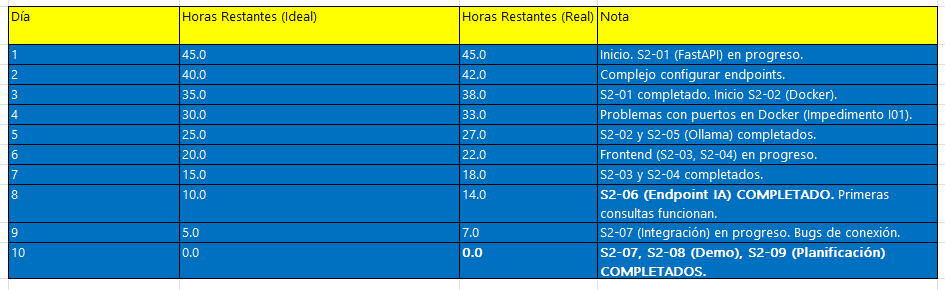 Día Horas Restantes (Ideal) Horas Restantes (Real) Nota
1 45.0 45.0 Inicio. S2-01 (FastAPI) en progreso.
2 40.0 42.0 Complejo configurar endpoints.
3 35.0 38.0 S2-01 completado. Inicio S2-02 (Docker).
4 30.0 33.0 Problemas con puertos en Docker (Impedimento I01).
5 25.0 27.0 S2-02 y S2-05 (Ollama) completados.
6 20.0 22.0 Frontend (S2-03, S2-04) en progreso.
7 15.0 18.0 S2-03 y S2-04 completados.
8 10.0 14.0 S2-06 (Endpoint IA) COMPLETADO. Primeras
consultas funcionan.
9 5.0 7.0 S2-07 (Integración) en progreso. Bugs de conexión.
10 0.0 0.0 S2-07, S2-08 (Demo), S2-09 (Planificación)
COMPLETADOS.